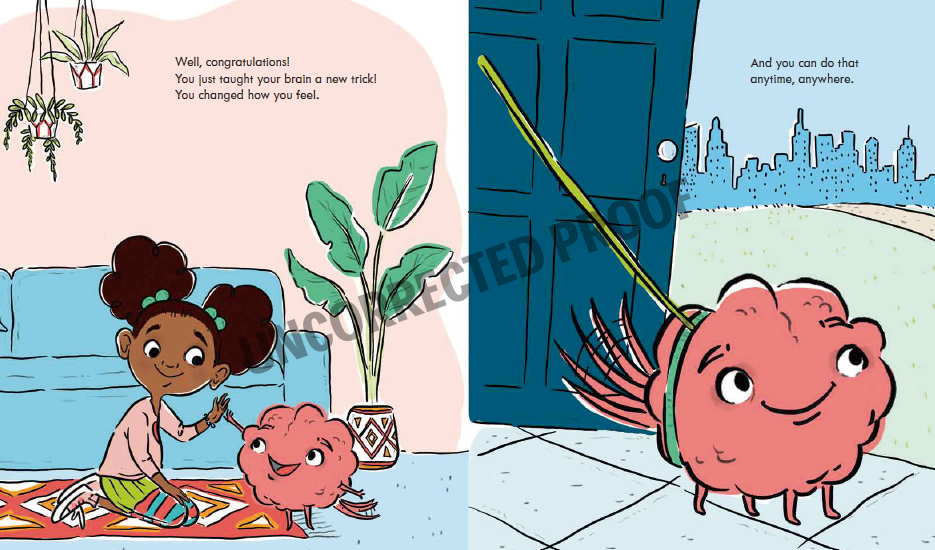 Well, congratulations!
You just taught your brain a new trick!
You changed how you feel.
And you can do that
anytime, anywhere.
UNCORRECTED PROOF